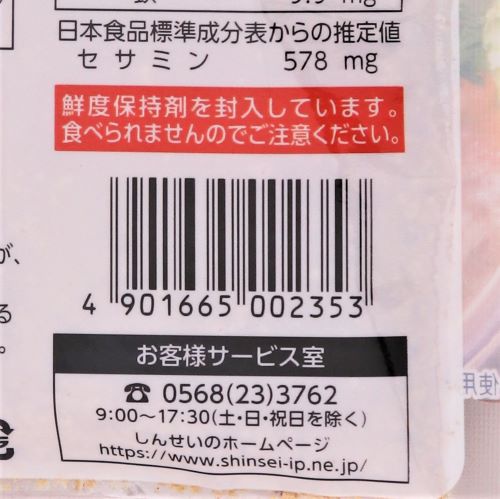 日本食品標準成分表からの推定値
セサミン 578 mg
鮮度保持剤を封入しています。
食べられませんのでご注意ください。
4 901665 002353
が、
る
。
お客様サービス室
☎ 0568(23)3762
9:00～17:30(土・日・祝日を除く)
しんせいのホームページ
https://www.shinsei-ip.ne.jp/
使用